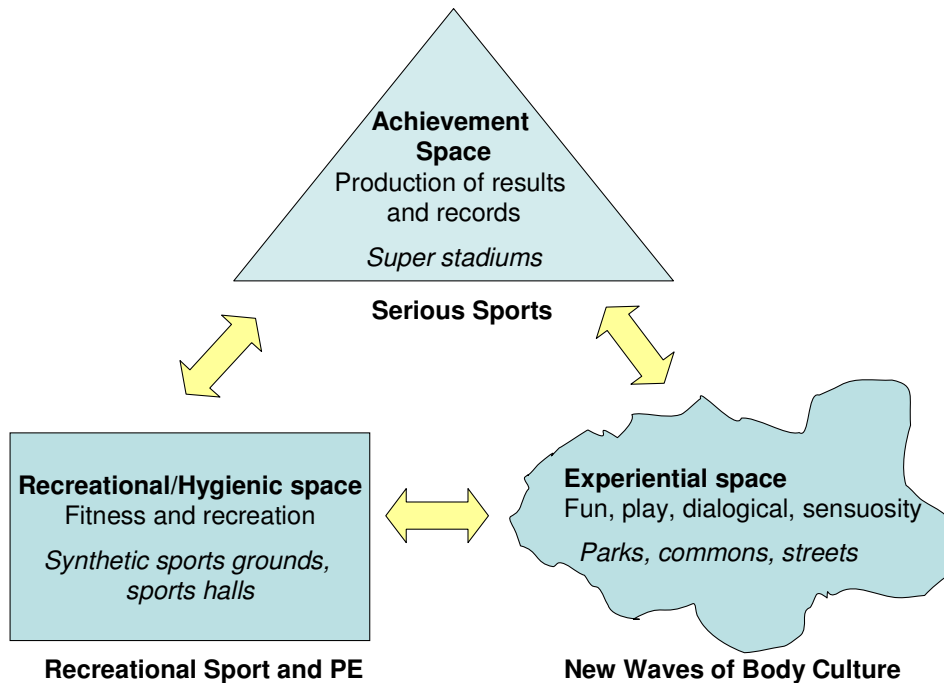 Achievement
Space
Production of results
and records
Super stadiums
Serious Sports
Recreational/Hygienic space
Fitness and recreation
Synthetic sports grounds,
sports halls
Recreational Sport and PE
Experiential space
Fun, play, dialogical, sensuosity
Parks, commons, streets
New Waves of Body Culture